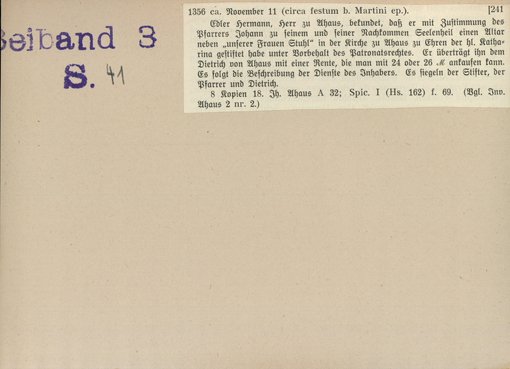 Beiband 3
S. 41
1356 ca. November 11 (circa festum b. Martini ep.). [241
Edler Hermann, Herr zu Ahaus, bekundet, daß er mit Zustimmung des
Pfarrers Johann zu seinem und seiner Nachkommen Seelenheil einen Altar
neben „unserer Frauen Stuhl“ in der Kirche zu Ahaus zu Ehren der hl. Katha-
rina gestiftet habe unter Vorbehalt des Patronatsrechtes. Er überträgt ihn dem
Dietrich von Ahaus mit einer Rente, die man mit 24 oder 26 ℳ ankaufen kann.
Es folgt die Beschreibung der Dienste des Inhabers. Es siegeln der Stifter, der
Pfarrer und Dietrich.
8 Kopien 18. Jh. Ahaus A 32; Spic. I (Hs. 162) f. 69. (Vgl. Inv.
Ahaus 2 nr. 2.)